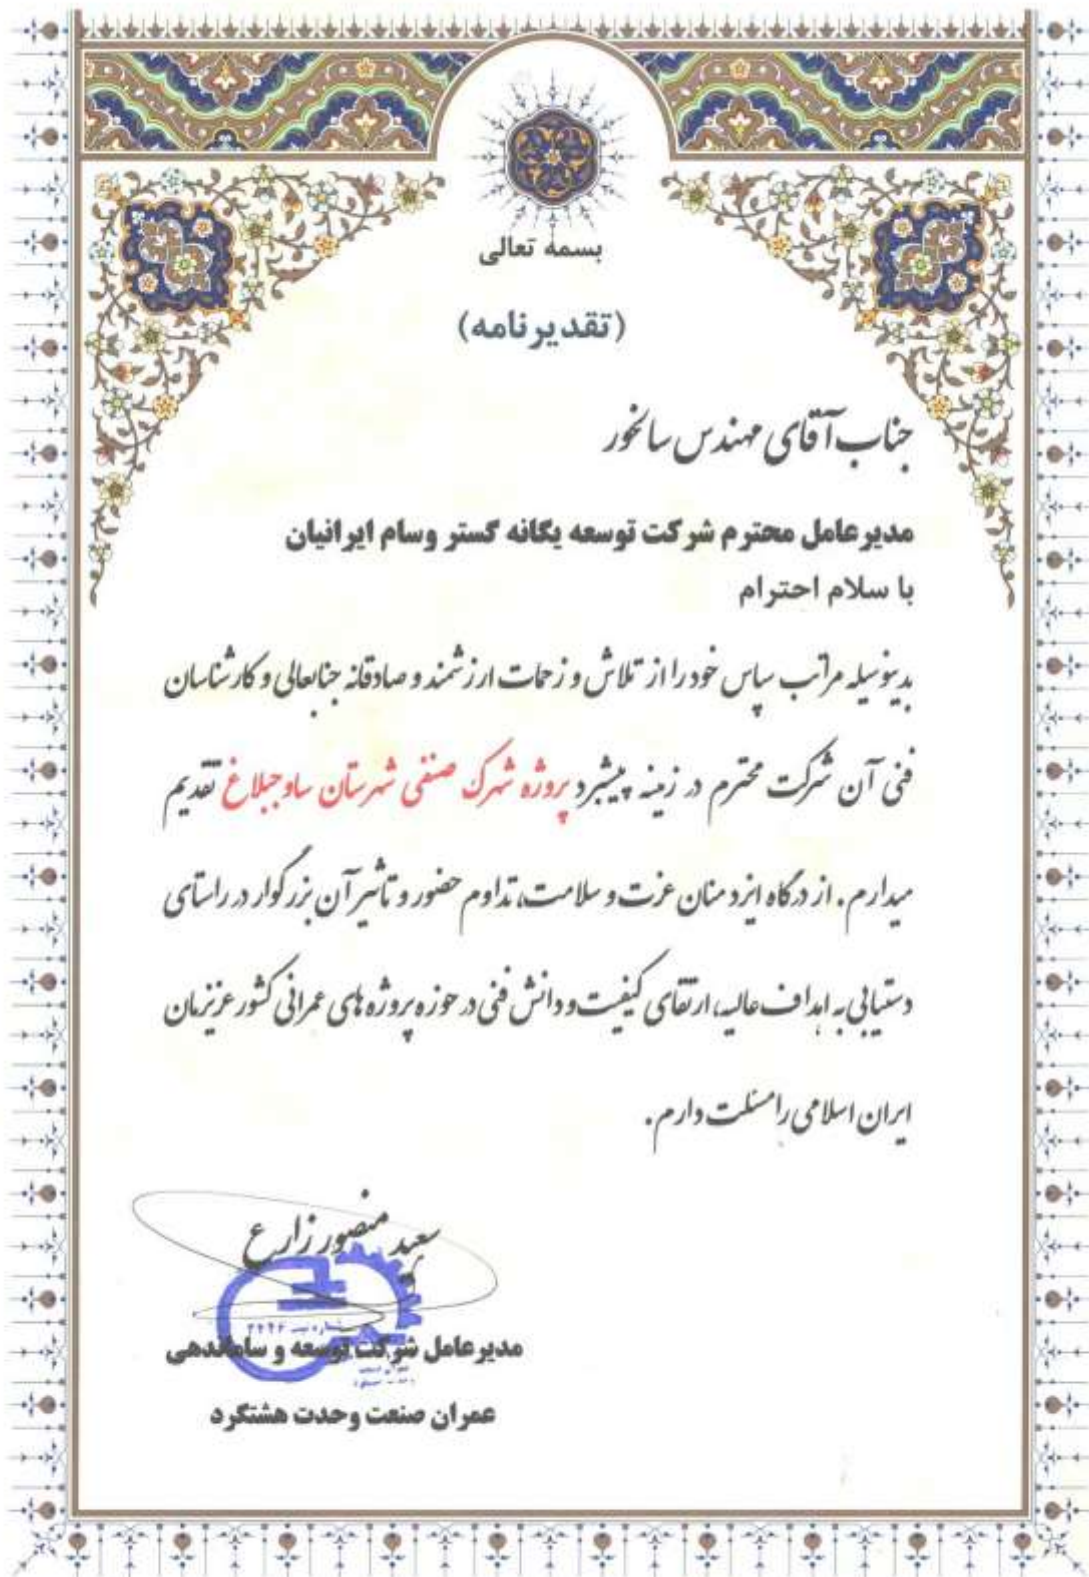 بسمه تعالی
(تقدیرنامه)
جناب آقای مهندس سانخور
مدیرعامل محترم شرکت توسعه یگانه گستر وسام ایرانیان
با سلام احترام
بدینوسیله مراتب سپاس خود را از تلاش و زحمات ارزشمند و صادقانه جنابعالی و کارشناسان
فنی آن شرکت محترم در زمینه پیشبرد پروژه شهرک صنفی شهرستان ساوجبلاغ تقدیم
میدارم. از درگاه ایزد منان عزت و سلامت، تداوم حضور و تاثیر آن بزرگوار در راستای
دستیابی به اهداف عالیه، ارتقای کیفیت و دانش فنی در حوزه پروژه های عمرانی کشور عزیزمان
ایران اسلامی را مسئلت دارم.
سعید منصور زارع
مدیرعامل شرکت توسعه و ساماندهی
عمران صنعت وحدت هشتگرد